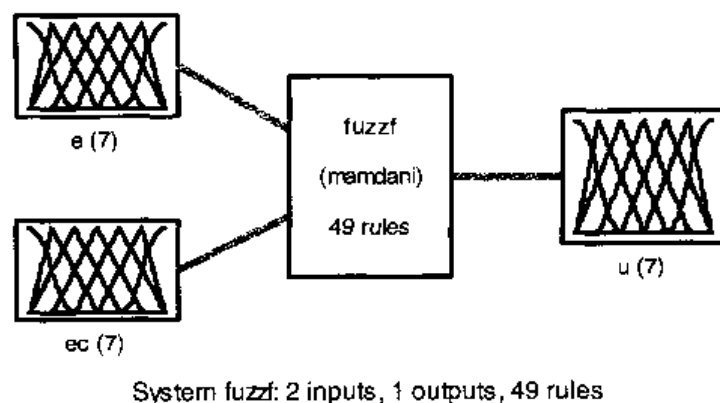 e (7)
fuzzf
(mamdani)
49 rules
u (7)
ec (7)
System fuzzf: 2 inputs, 1 outputs, 49 rules